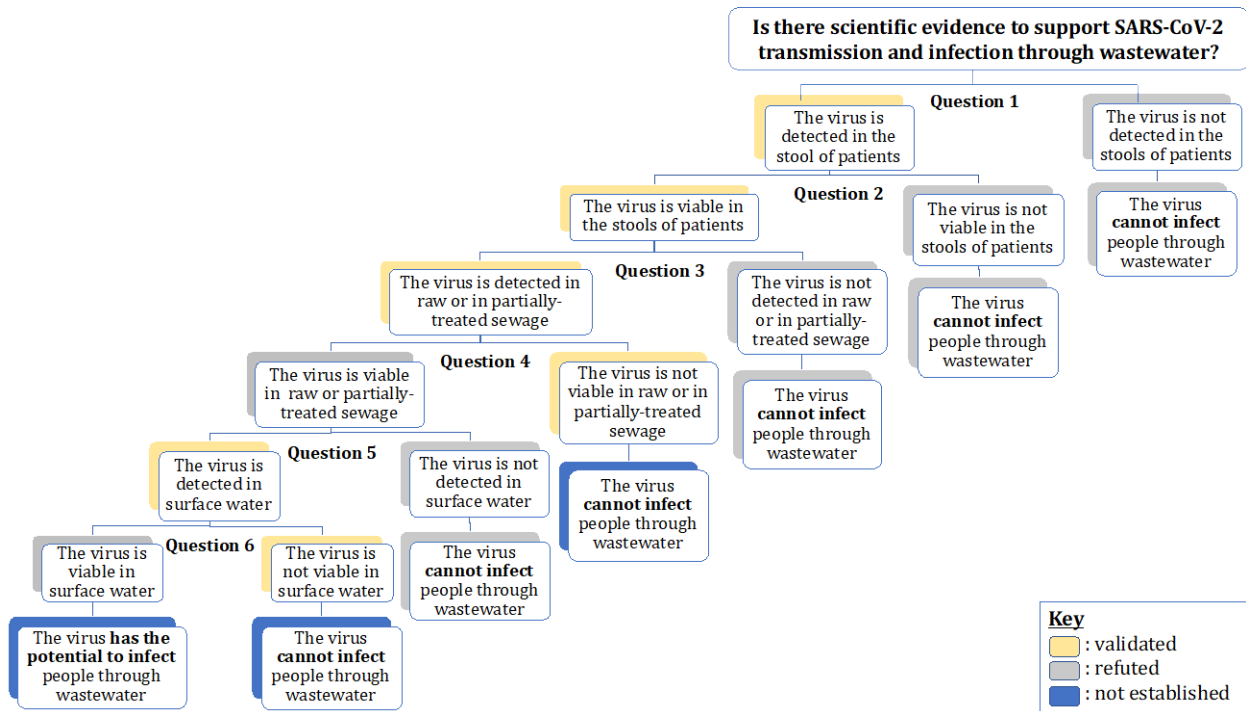 Is there scientific evidence to support SARS-CoV-2
transmission and infection through wastewater?
Question 1
The virus is
detected in the
stool of patients
The virus is not
detected in the
stools of patients
Question 2
The virus is viable in
the stools of patients
The virus is not
viable in the
stools of patients
The virus
cannot infect
people through
wastewater
Question 3
The virus is detected in
raw or in partially-
treated sewage
The virus is not
detected in raw
or in partially-
treated sewage
The virus
cannot infect
people through
wastewater
Question 4
The virus is viable
in raw or partially-
treated sewage
The virus is not
viable in raw or in
partially-treated
sewage
The virus
cannot infect
people through
wastewater
Question 5
The virus is
detected in
surface water
The virus is not
detected in
surface water
The virus
cannot infect
people through
wastewater
Question 6
The virus is
viable in
surface water
The virus is
not viable in
surface water
The virus
cannot infect
people through
wastewater
The virus has the
potential to infect
people through
wastewater
The virus
cannot infect
people through
wastewater
Key
: validated
: refuted
: not established